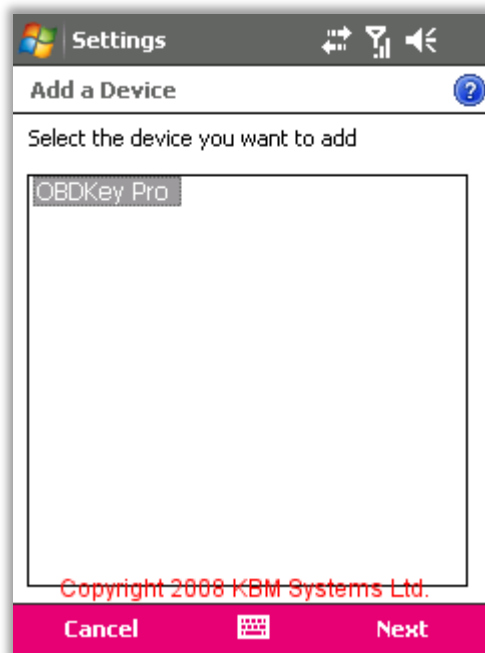 Settings
Add a Device
?
Select the device you want to add
OBDKey Pro
Copyright 2008 KBM Systems Ltd.
Cancel
Next